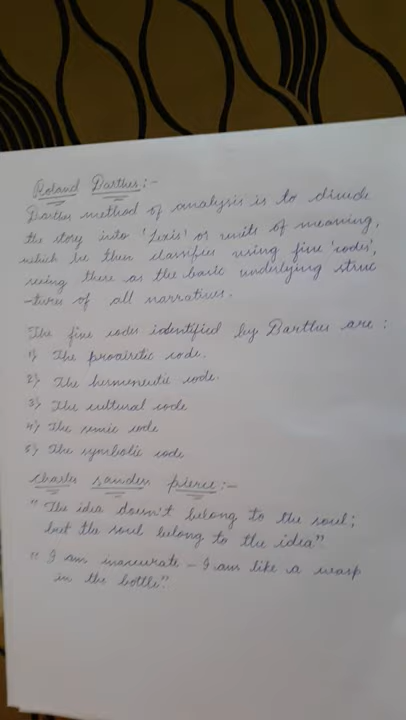 Roland Barthes:-
Barthes method of analysis is to divide
the story into 'Lexis' or units of meaning,
which he then classifies using five 'codes',
seeing these as the basic underlying struc
-tures of all narratives.
The five codes identified by Barthes are :
1) The proairetic code.
2) The hermeneutic code.
3) The cultural code
4) The semic code
5) The symbolic code
Charles Sanders Pierce:-
" The idea doesn't belong to the soul;
but the soul belong to the idea".
" I am inaccurate - I am like a wasp
in the bottle".